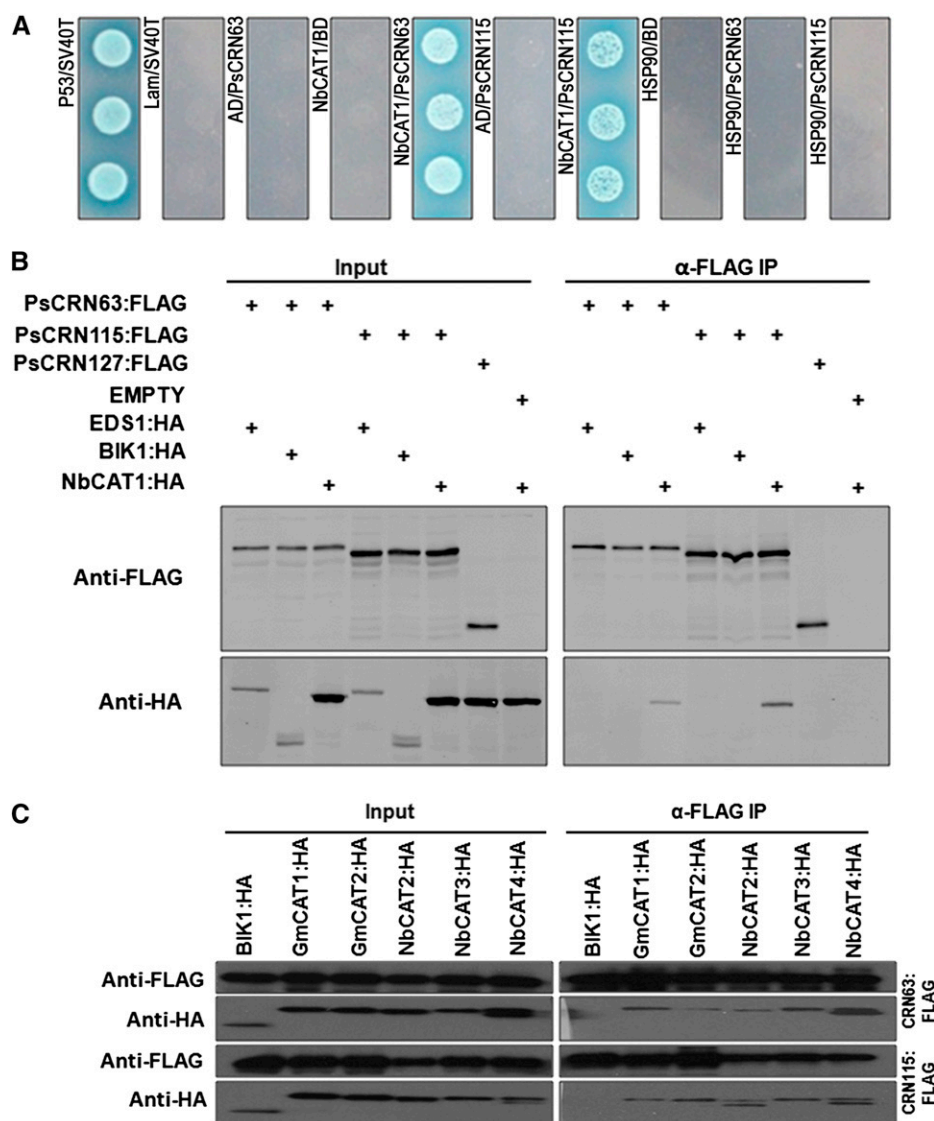 A
P53/SV40T
Lam/SV40T
AD/PsCRN63
NbCAT1/BD
NbCAT1/PsCRN63
AD/PsCRN115
NbCAT1/PsCRN115
HSP90/BD
HSP90/PsCRN63
HSP90/PsCRN115
B
Input
α-FLAG IP
PsCRN63:FLAG + + + + + +
PsCRN115:FLAG + + + + + +
PsCRN127:FLAG + +
EMPTY + +
EDS1:HA + + + +
BIK1:HA + + + +
NbCAT1:HA + + + + + +
Anti-FLAG
Anti-HA
C
Input
α-FLAG IP
BIK1:HA
GmCAT1:HA
GmCAT2:HA
NbCAT2:HA
NbCAT3:HA
NbCAT4:HA
BIK1:HA
GmCAT1:HA
GmCAT2:HA
NbCAT2:HA
NbCAT3:HA
NbCAT4:HA
Anti-FLAG
Anti-HA
CRN63:
FLAG
Anti-FLAG
Anti-HA
CRN115:
FLAG